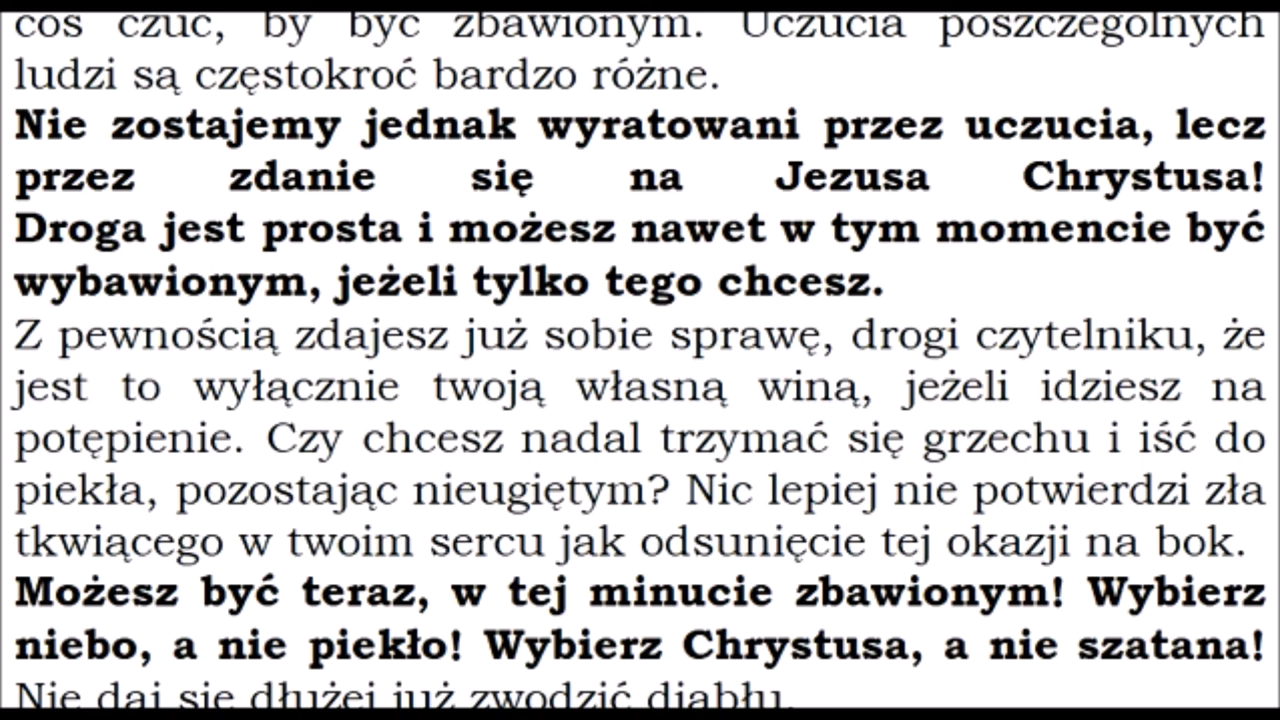 coś czuć, by być zbawionym. Uczucia poszczególnych
ludzi są częstokroć bardzo różne.
Nie zostajemy jednak wyratowani przez uczucia, lecz
przez zdanie się na Jezusa Chrystusa!
Droga jest prosta i możesz nawet w tym momencie być
wybawionym, jeżeli tylko tego chcesz.
Z pewnością zdajesz już sobie sprawę, drogi czytelniku, że
jest to wyłącznie twoją własną winą, jeżeli idziesz na
potępienie. Czy chcesz nadal trzymać się grzechu i iść do
piekła, pozostając nieugiętym? Nic lepiej nie potwierdzi zła
tkwiącego w twoim sercu jak odsunięcie tej okazji na bok.
Możesz być teraz, w tej minucie zbawionym! Wybierz
niebo, a nie piekło! Wybierz Chrystusa, a nie szatana!
Nie daj się dłużej już zwodzić diabłu.